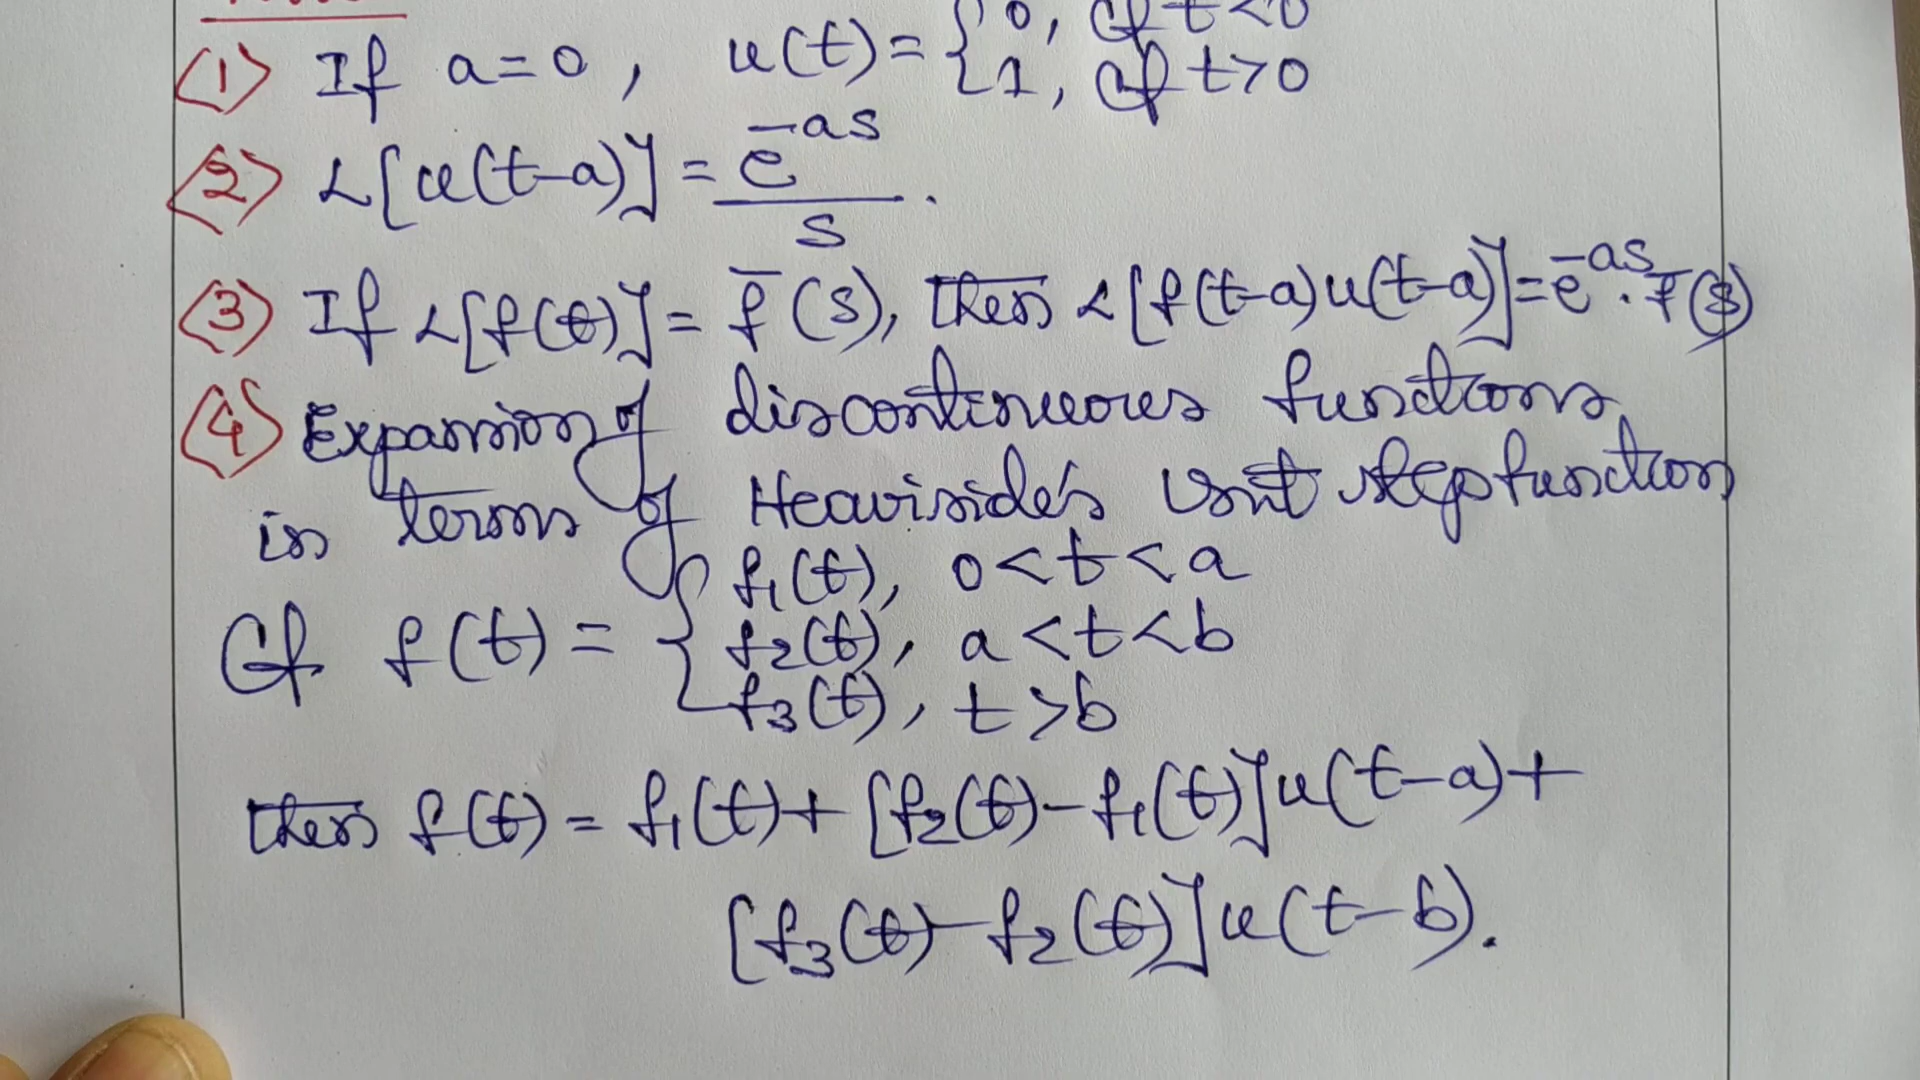 (1) If a=0, u(t)= { 0, if t<0
1, if t>0
(2) L[u(t-a)] = e^-as / s .
(3) If L[f(t)] = f̄(s), then L[f(t-a)u(t-a)] = e^-as . f̄(s)
(4) Expansion of discontinuous functions
in terms of Heaviside's Unit step function
If f(t) = { f₁(t), 0<t<a
f₂(t), a<t<b
f₃(t), t>b
then f(t) = f₁(t) + [f₂(t) - f₁(t)]u(t-a) +
[f₃(t) - f₂(t)]u(t-b).